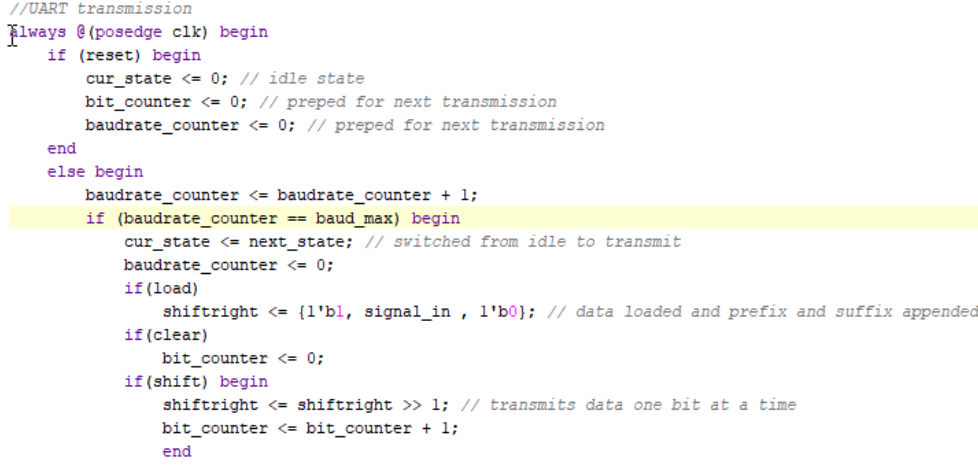 //UART transmission
always @(posedge clk) begin
if (reset) begin
cur_state <= 0; // idle state
bit_counter <= 0; // preped for next transmission
baudrate_counter <= 0; // preped for next transmission
end
else begin
baudrate_counter <= baudrate_counter + 1;
if (baudrate_counter == baud_max) begin
cur_state <= next_state; // switched from idle to transmit
baudrate_counter <= 0;
if(load)
shiftright <= {1'b1, signal_in , 1'b0}; // data loaded and prefix and suffix appended
if(clear)
bit_counter <= 0;
if(shift) begin
shiftright <= shiftright >> 1; // transmits data one bit at a time
bit_counter <= bit_counter + 1;
end